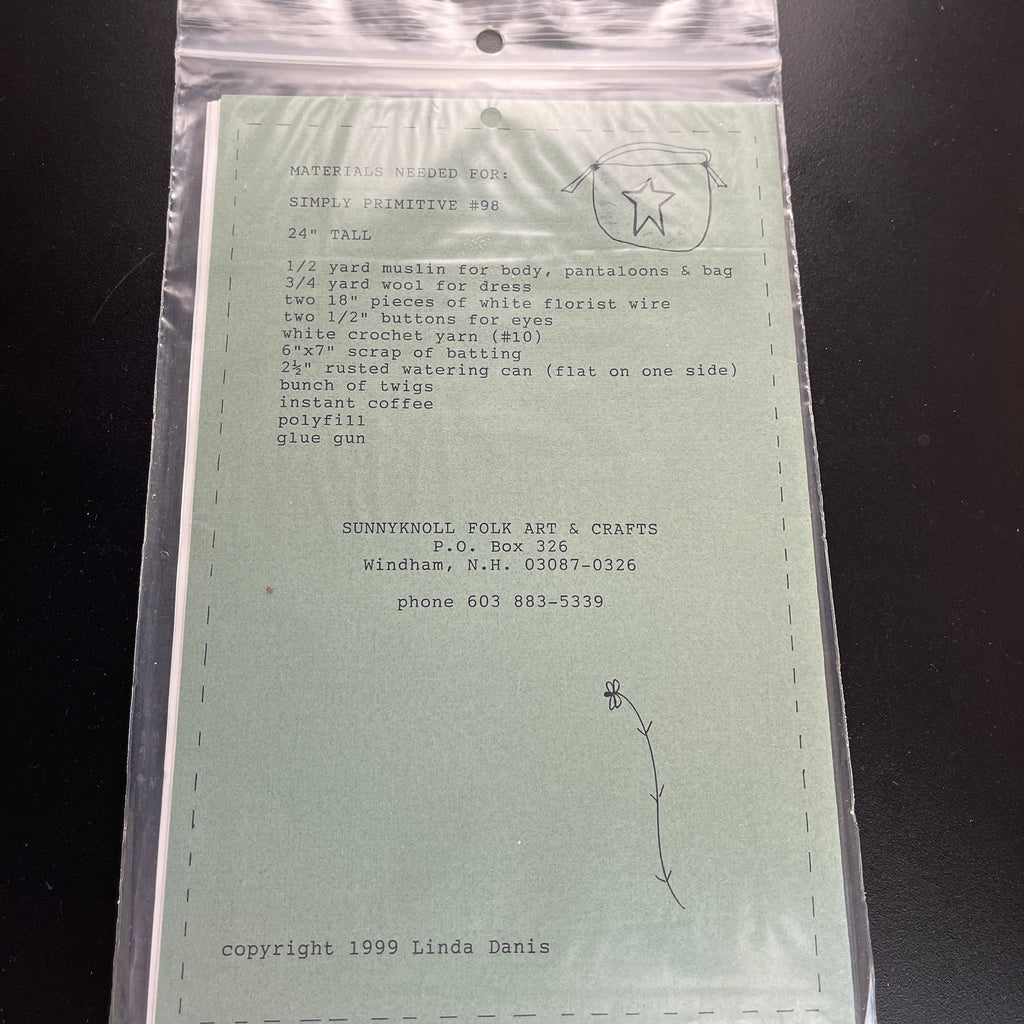 MATERIALS NEEDED FOR:
SIMPLY PRIMITIVE #98
24" TALL
1/2 yard muslin for body, pantaloons & bag
3/4 yard wool for dress
two 18" pieces of white florist wire
two 1/2" buttons for eyes
white crochet yarn (#10)
6"x7" scrap of batting
2½" rusted watering can (flat on one side)
bunch of twigs
instant coffee
polyfill
glue gun
SUNNYKNOLL FOLK ART & CRAFTS
P.O. Box 326
Windham, N.H. 03087-0326
phone 603 883-5339
copyright 1999 Linda Danis